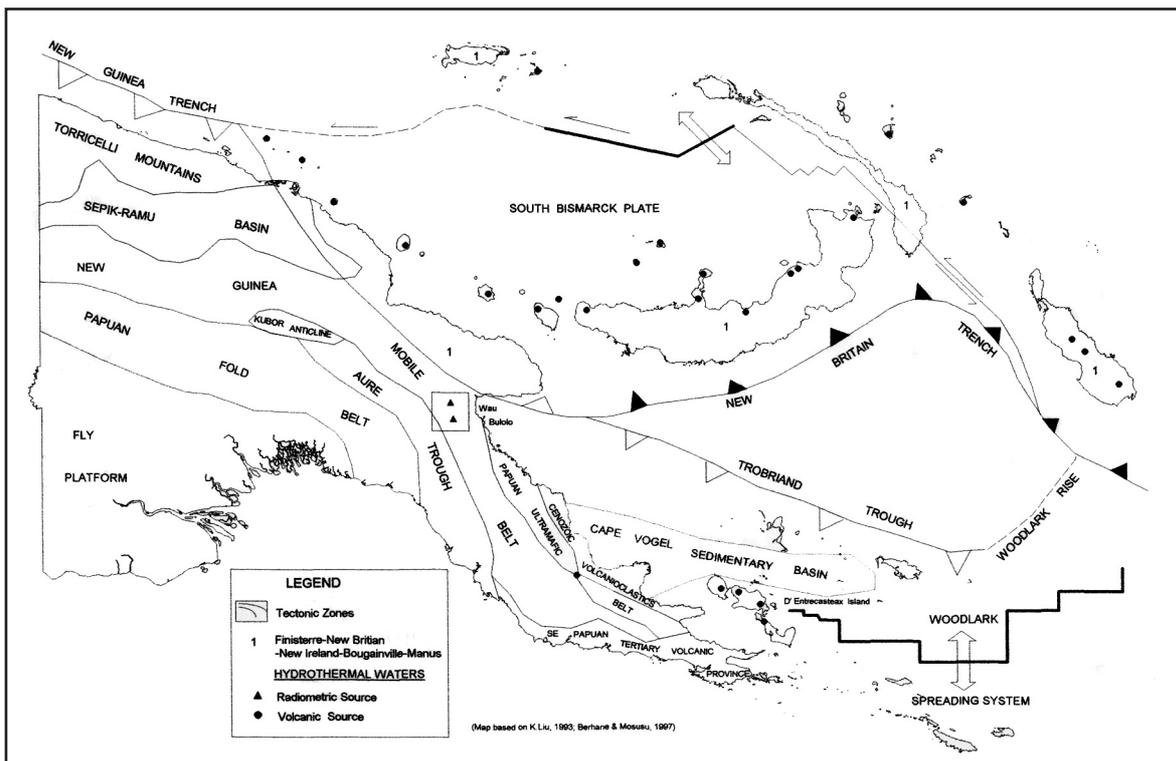 NEW GUINEA TRENCH
1
TORRICELLI MOUNTAINS
SEPIK-RAMU BASIN
SOUTH BISMARCK PLATE
1
NEW GUINEA MOBILE BELT
KUBOR ANTICLINE
PAPUAN FOLD BELT
AURE TROUGH
1
1
1
NEW BRITAIN TRENCH
Wau
Bulolo
FLY
PLATFORM
TROBRIAND TROUGH
WOODLARK RISE
PAPUAN ULTRAMAFIC BELT
CENOZOIC VOLCANIOCLASTICS
CAPE VOGEL SEDIMENTARY BASIN
D' Entrecasteax Island
SE PAPUAN TERTIARY VOLCANIC
PROVINCE
WOODLARK
SPREADING SYSTEM
LEGEND
Tectonic Zones
1 Finisterre-New Britian
-New Ireland-Bougainville-Manus
HYDROTHERMAL WATERS
Radiometric Source
Volcanic Source
(Map based on K.Liu, 1993; Berhane & Mosusu, 1997)